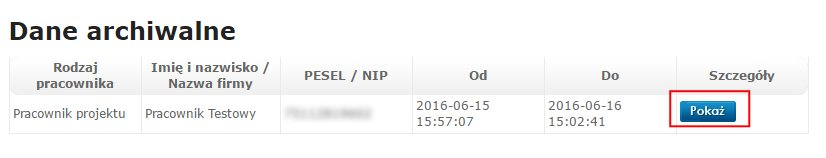 Dane archiwalne
Rodzaj pracownika
Imię i nazwisko / Nazwa firmy
PESEL / NIP
Od
Do
Szczegóły
Pracownik projektu
Pracownik Testowy
2016-06-15
15:57:07
2016-06-16
15:02:41
Pokaż